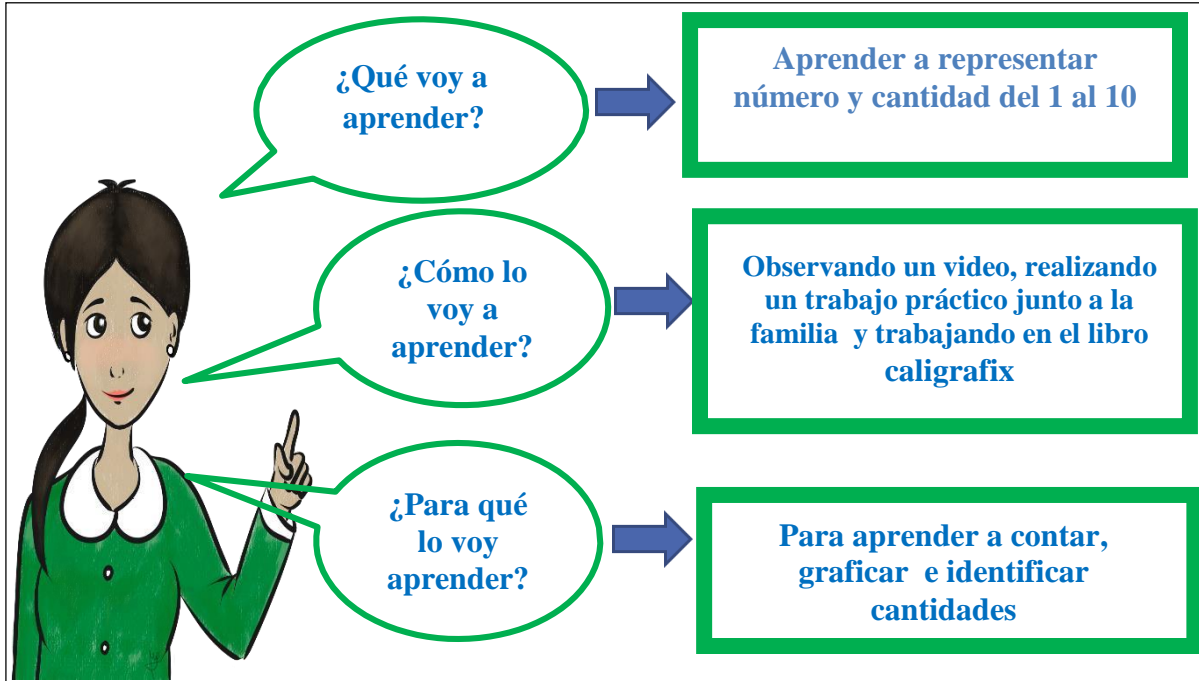 ¿Qué voy a
aprender?
Aprender a representar
número y cantidad del 1 al 10
¿Cómo lo
voy a
aprender?
Observando un video, realizando
un trabajo práctico junto a la
familia y trabajando en el libro
caligrafix
¿Para qué
lo voy
aprender?
Para aprender a contar,
graficar e identificar
cantidades